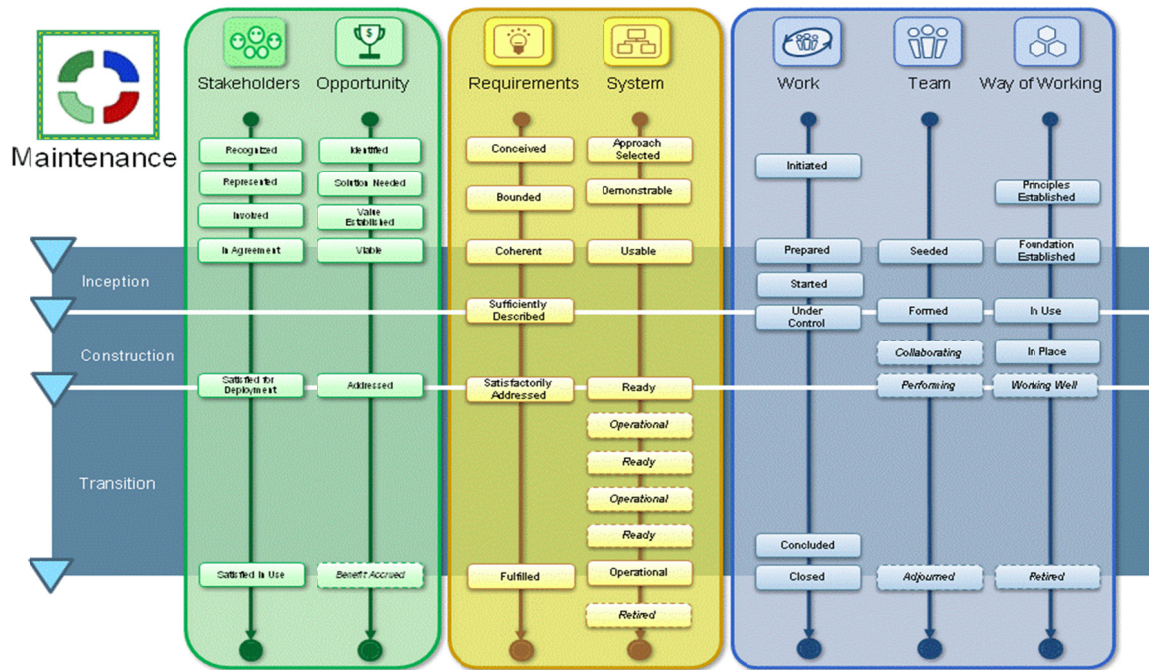 Maintenance
Inception
Construction
Transition
Stakeholders
Recognized
Represented
Involved
In Agreement
Satisfied for
Deployment
Satisfied In Use
$
Opportunity
Identified
Solution Needed
Value
Established
Viable
Addressed
Benefit Accrued
Requirements
Conceived
Bounded
Coherent
Sufficiently
Described
Satisfactorily
Addressed
Fulfilled
System
Approach
Selected
Demonstrable
Usable
Ready
Operational
Ready
Operational
Ready
Operational
Retired
Work
Initiated
Prepared
Started
Under
Control
Concluded
Closed
Team
Seeded
Formed
Collaborating
Performing
Adjourned
Way of Working
Principles
Established
Foundation
Established
In Use
In Place
Working Well
Retired